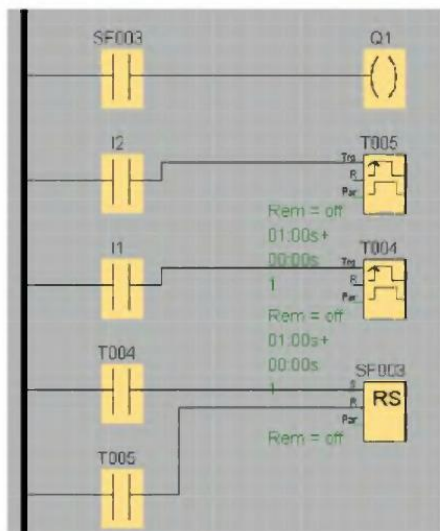 SF003 Q1
I2 T005
Trg
R
Par
Rem = off
01:00s+
00:00s
1
I1 T004
Trg
R
Par
Rem = off
01:00s+
00:00s
1
T004 SF003
S
R
Par
RS
Rem = off
T005